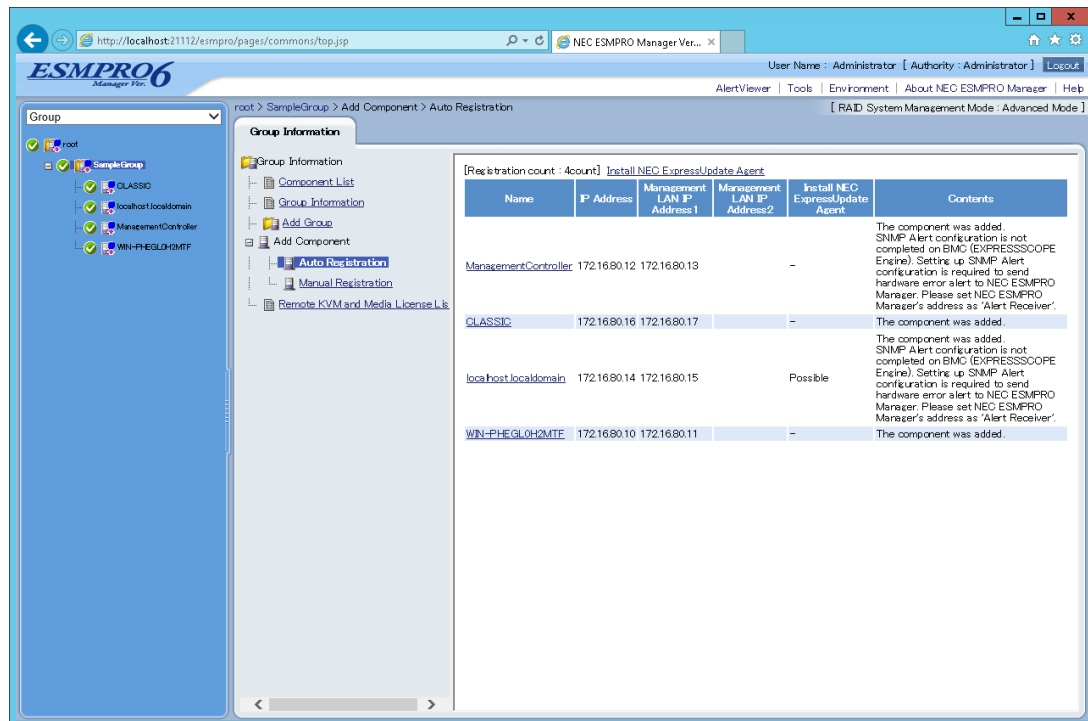 http://localhost:21112/esmpro/pages/commons/top.jsp
NEC ESMPRO Manager Ver...
ESMPRO6
Manager Ver.
User Name : Administrator [ Authority : Administrator ] Logout
AlertViewer | Tools | Environment | About NEC ESMPRO Manager | Help
Group
root > SampleGroup > Add Component > Auto Registration
[ RAID System Management Mode : Advanced Mode ]
root
SampleGroup
CLASSIC
localhost.localdomain
ManagementController
WIN-PHEGL0H2MTF
Group Information
Group Information
Component List
Group Information
Add Group
Add Component
Auto Registration
Manual Registration
Remote KVM and Media License Lis
[Registration count : 4count] Install NEC ExpressUpdate Agent
Name IP Address Management LAN IP Address1 Management LAN IP Address2 Install NEC ExpressUpdate Agent Contents
ManagementController 172.16.80.12 172.16.80.13 –
The component was added.
SNMP Alert configuration is not
completed on BMC (EXPRESSSCOPE
Engine). Setting up SNMP Alert
configuration is required to send
hardware error alert to NEC ESMPRO
Manager. Please set NEC ESMPRO
Manager's address as 'Alert Receiver'.
CLASSIC 172.16.80.16 172.16.80.17 – The component was added.
localhost.localdomain 172.16.80.14 172.16.80.15 Possible
The component was added.
SNMP Alert configuration is not
completed on BMC (EXPRESSSCOPE
Engine). Setting up SNMP Alert
configuration is required to send
hardware error alert to NEC ESMPRO
Manager. Please set NEC ESMPRO
Manager's address as 'Alert Receiver'.
WIN-PHEGL0H2MTF 172.16.80.10 172.16.80.11 – The component was added.